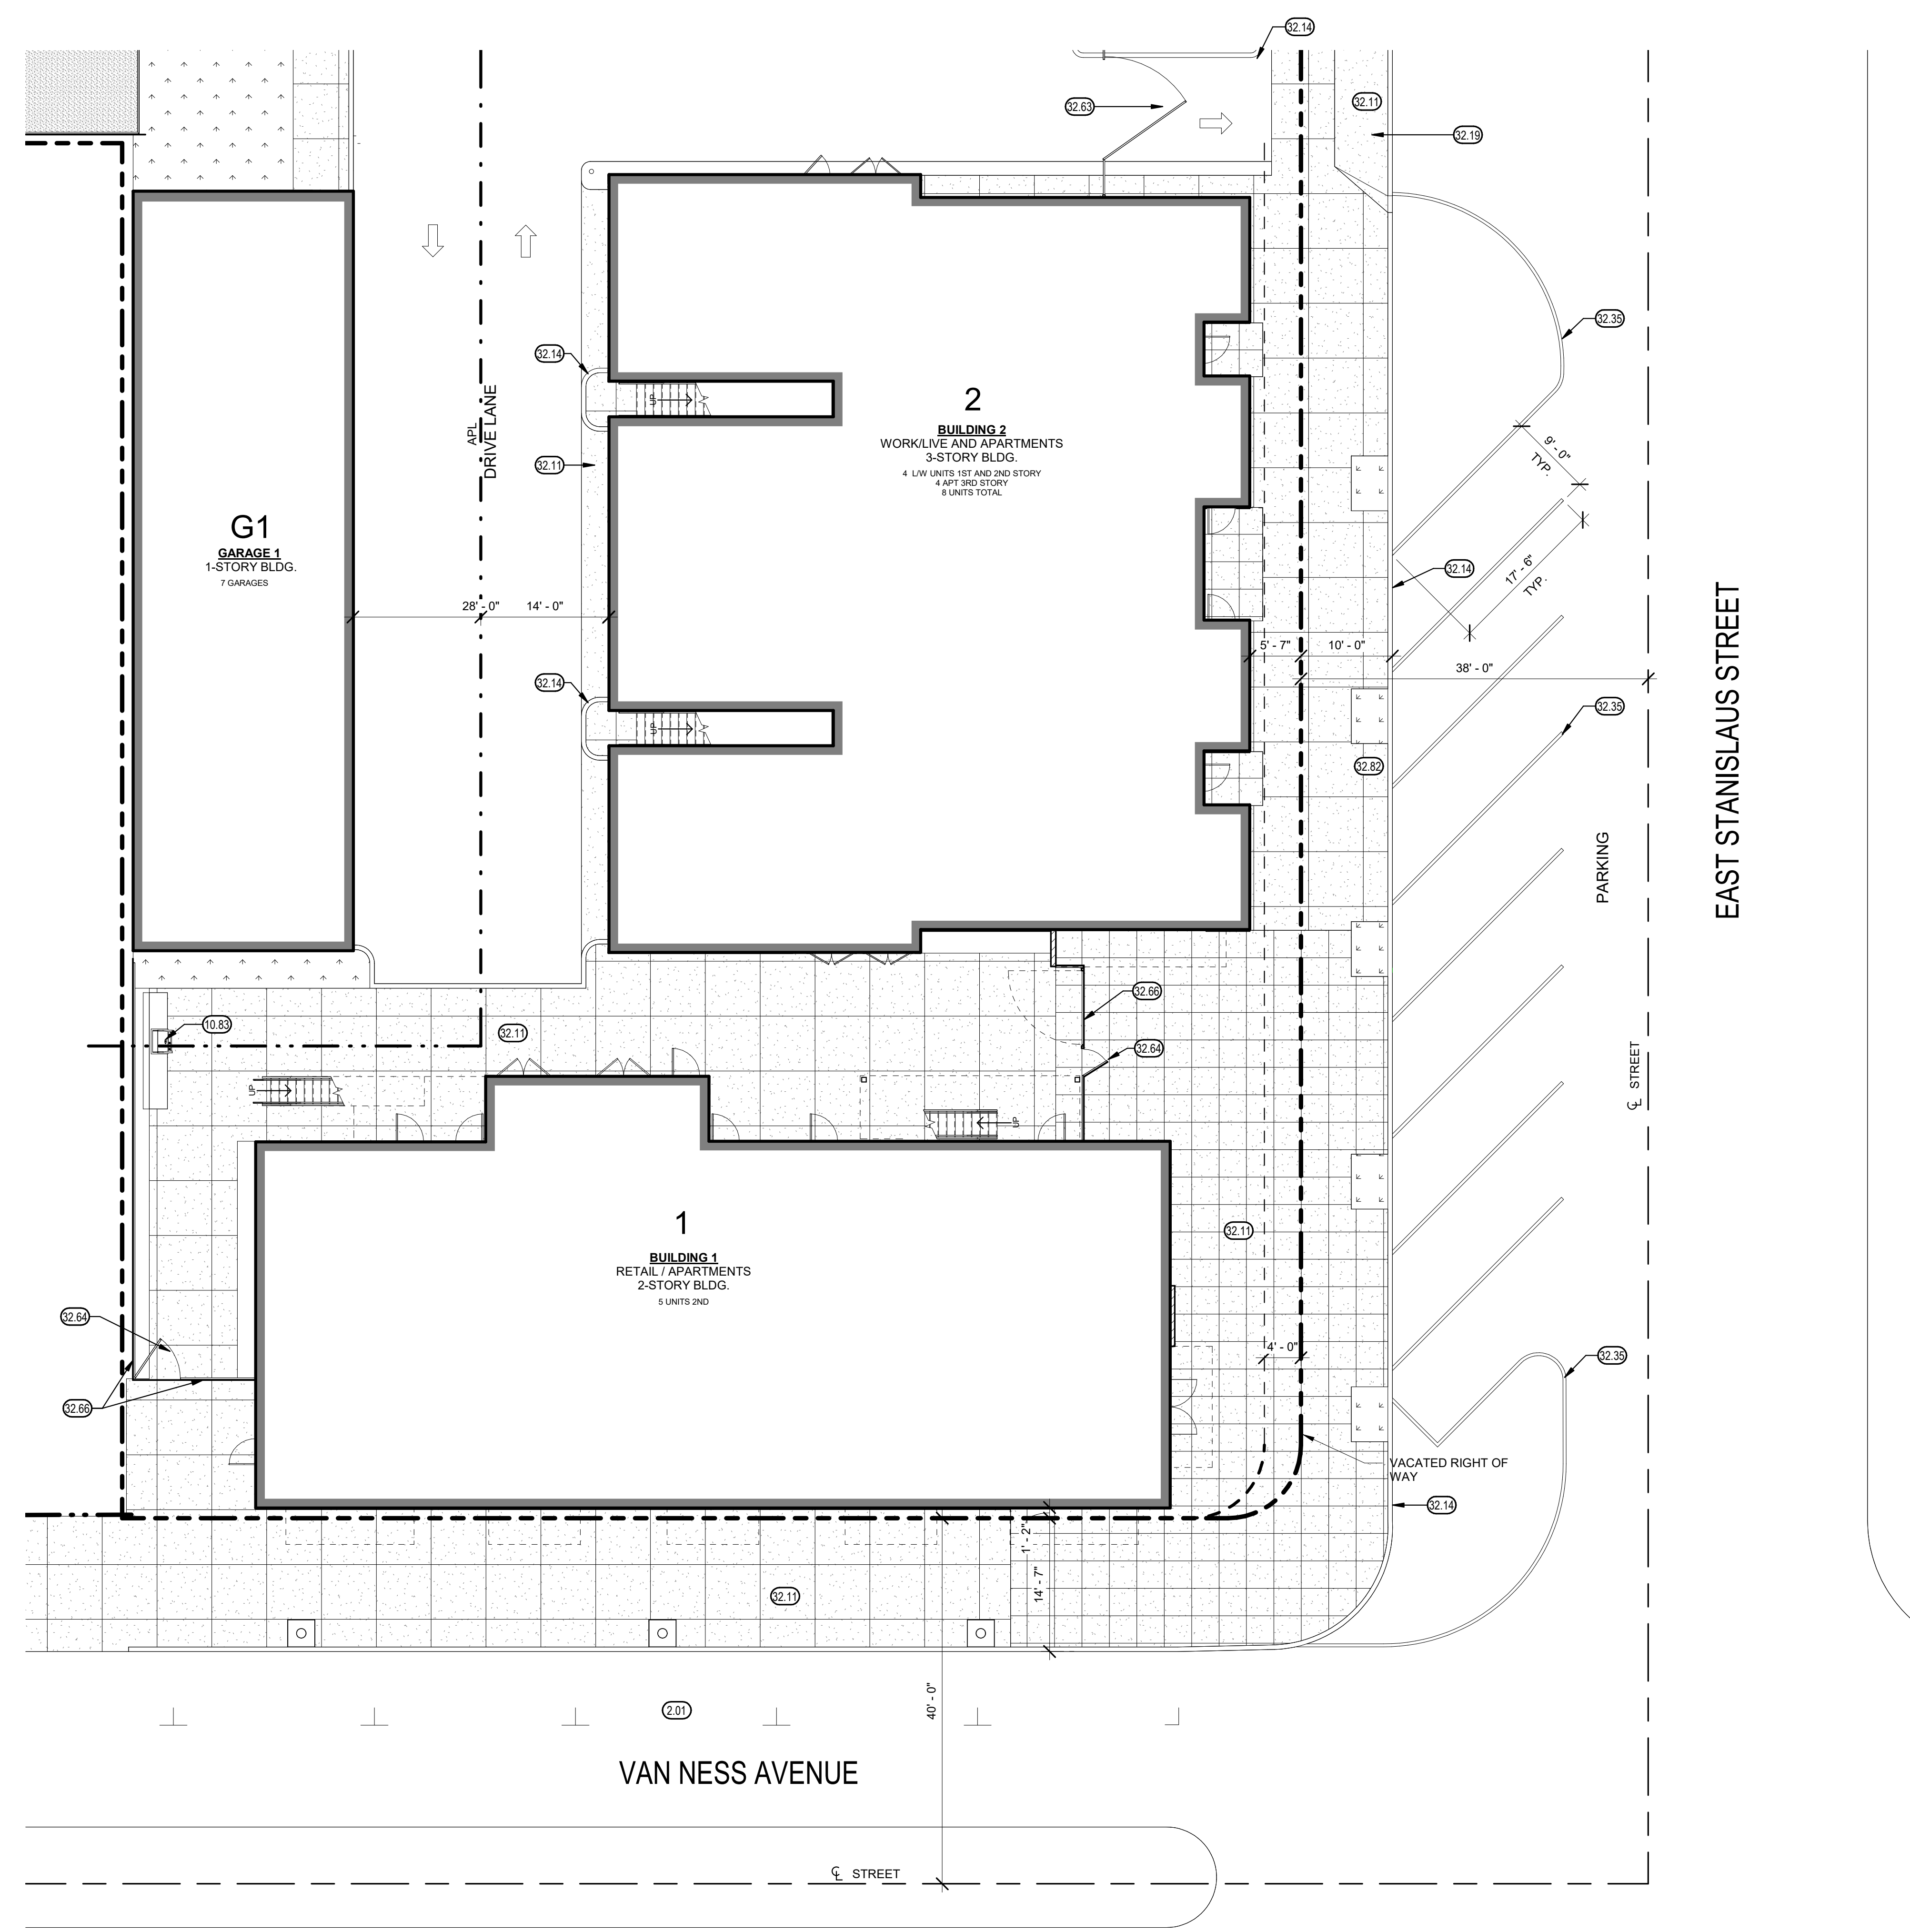 32.14
32.63
32.11
32.19
32.35
32.14
APL
DRIVE LANE
32.11
UP
2
BUILDING 2
WORK/LIVE AND APARTMENTS
3-STORY BLDG.
4 L/W UNITS 1ST AND 2ND STORY
4 APT 3RD STORY
8 UNITS TOTAL
9' - 0"
TYP.
17' - 6"
TYP.
32.14
G1
GARAGE 1
1-STORY BLDG.
7 GARAGES
28' - 0"
14' - 0"
5' - 7"
10' - 0"
38' - 0"
32.14
UP
32.35
32.82
EAST STANISLAUS STREET
PARKING
32.66
10.83
32.11
32.64
℄ STREET
UP
UP
1
BUILDING 1
RETAIL / APARTMENTS
2-STORY BLDG.
5 UNITS 2ND
32.11
32.64
4' - 0"
32.35
32.66
VACATED RIGHT OF
WAY
32.14
1' - 2"
14' - 7"
32.11
40' - 0"
2.01
VAN NESS AVENUE
℄ STREET